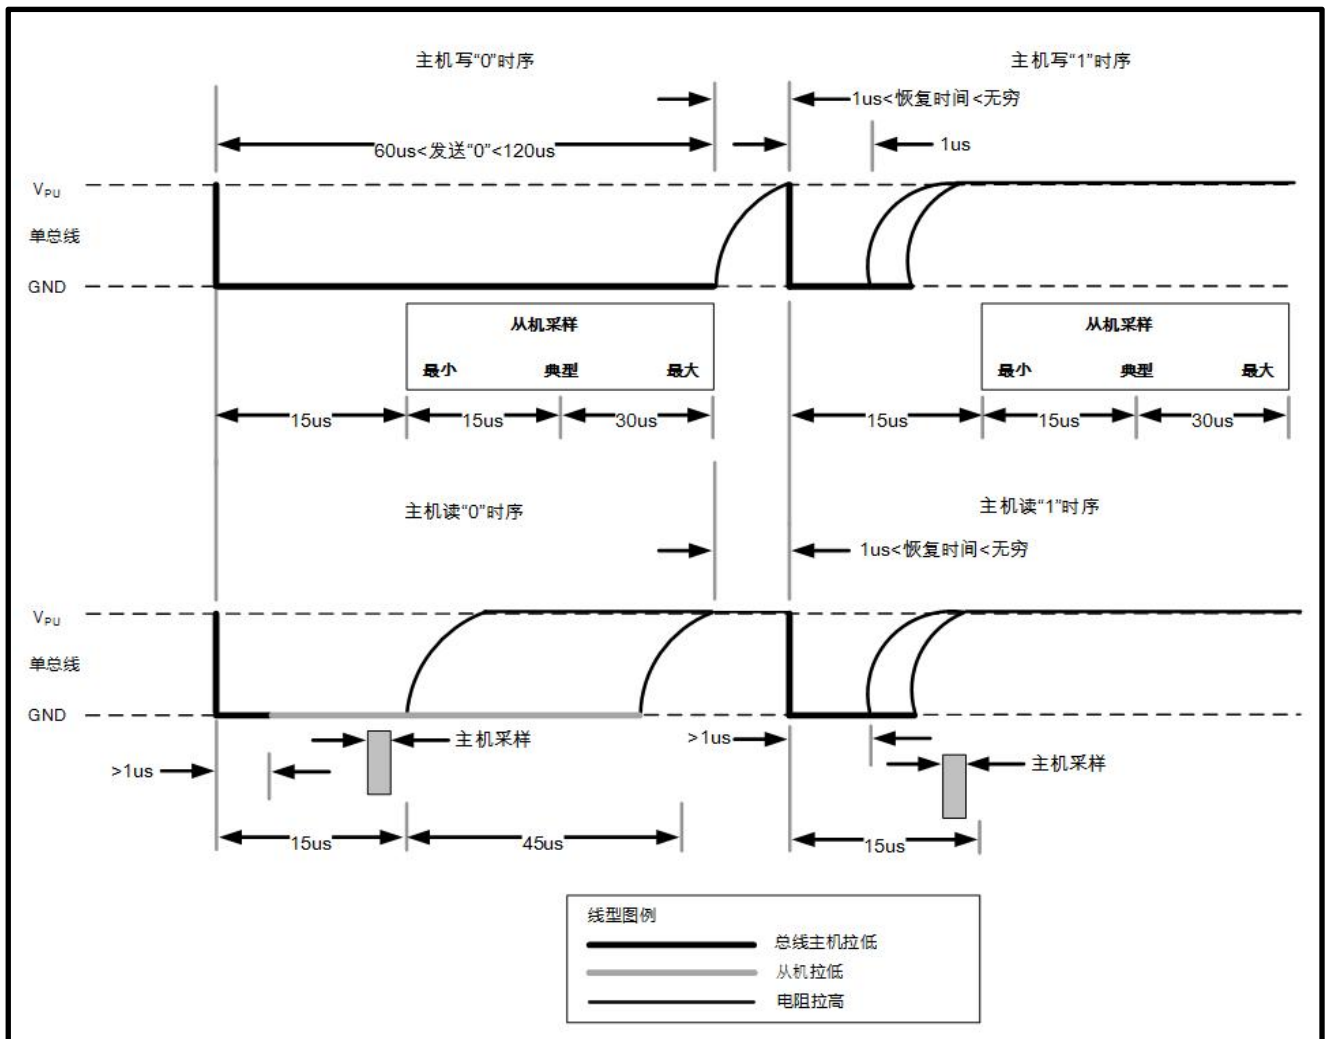 主机写“0”时序
主机写“1”时序
1us<恢复时间<无穷
60us<发送“0”<120us
1us
VPU
单总线
GND
从机采样
最小 典型 最大
从机采样
最小 典型 最大
15us 15us 30us
15us 15us 30us
主机读“0”时序
主机读“1”时序
1us<恢复时间<无穷
VPU
单总线
GND
主机采样
>1us
>1us
主机采样
15us 45us
15us
线型图例
总线主机拉低
从机拉低
电阻拉高